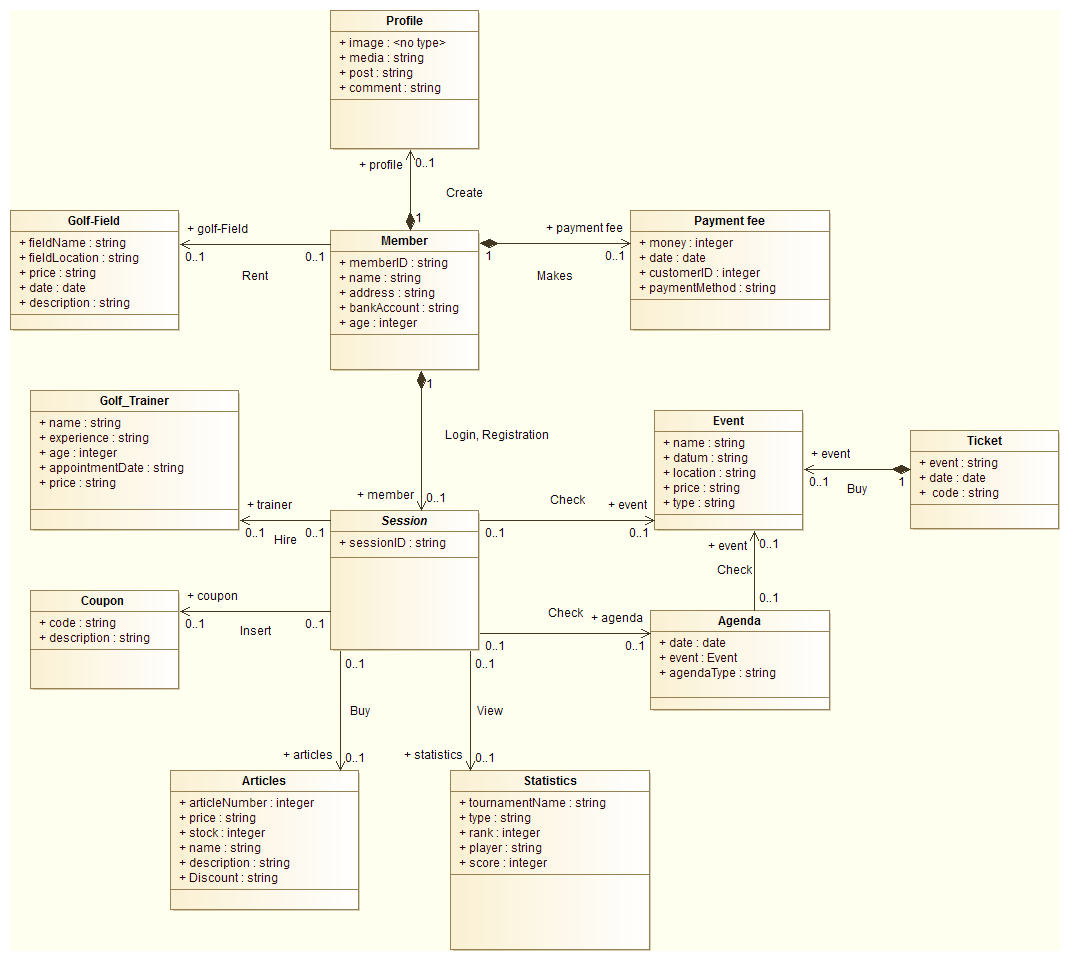 Profile
+ image : <no type>
+ media : string
+ post : string
+ comment : string
+ profile
0..1
Create
1
Golf-Field
+ fieldName : string
+ fieldLocation : string
+ price : string
+ date : date
+ description : string
+ golf-Field
0..1
0..1
Rent
Member
+ memberID : string
+ name : string
+ address : string
+ bankAccount : string
+ age : integer
+ payment fee
1
0..1
Makes
Payment fee
+ money : integer
+ date : date
+ customerID : integer
+ paymentMethod : string
1
Login, Registration
+ member
0..1
Golf_Trainer
+ name : string
+ experience : string
+ age : integer
+ appointmentDate : string
+ price : string
+ trainer
0..1
0..1
Hire
Session
+ sessionID : string
Check
+ event
0..1
0..1
Event
+ name : string
+ datum : string
+ location : string
+ price : string
+ type : string
+ event
0..1
1
Buy
Ticket
+ event : string
+ date : date
+ code : string
+ event
0..1
Check
0..1
Coupon
+ code : string
+ description : string
+ coupon
0..1
0..1
Insert
Check
+ agenda
0..1
0..1
Agenda
+ date : date
+ event : Event
+ agendaType : string
0..1
Buy
+ articles
0..1
0..1
View
+ statistics
0..1
Articles
+ articleNumber : integer
+ price : string
+ stock : integer
+ name : string
+ description : string
+ Discount : string
Statistics
+ tournamentName : string
+ type : string
+ rank : integer
+ player : string
+ score : integer